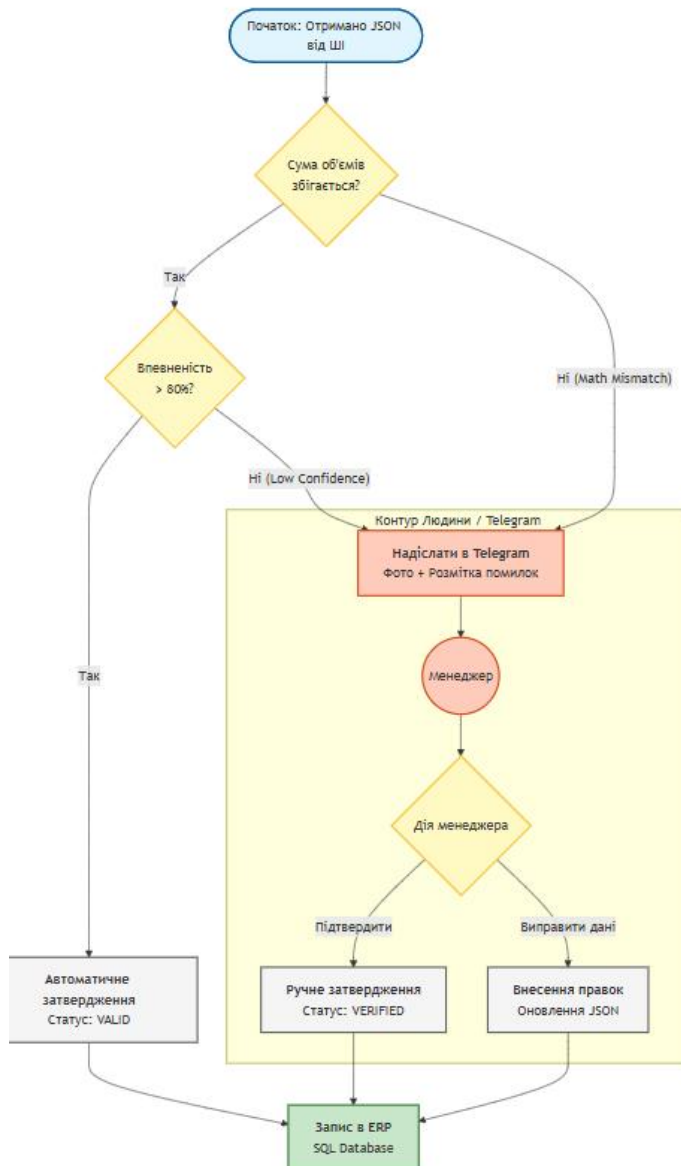 Початок: Отримано JSON
від ШІ
Сума об'ємів
збігається?
Так
Впевненість
> 80%?
Ні (Math Mismatch)
Ні (Low Confidence)
Контур Людини / Telegram
Надіслати в Telegram
Фото + Розмітка помилок
Так
Менеджер
Дія менеджера
Підтвердити
Виправити дані
Автоматичне
затвердження
Статус: VALID
Ручне затвердження
Статус: VERIFIED
Внесення правок
Оновлення JSON
Запис в ERP
SQL Database